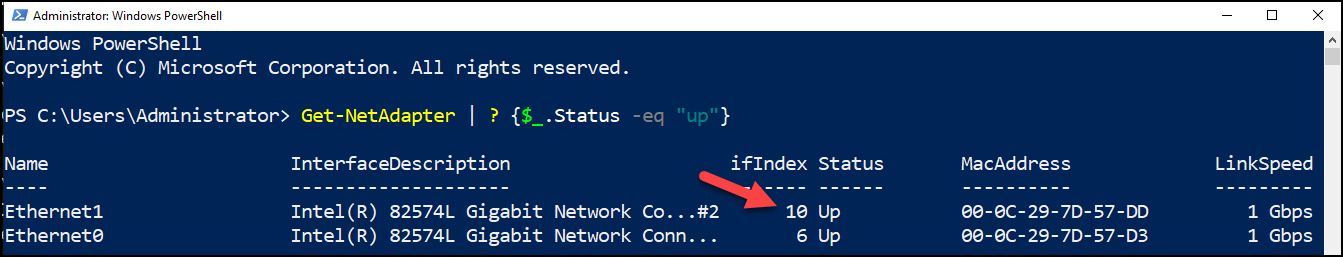 Administrator: Windows PowerShell
Windows PowerShell
Copyright (C) Microsoft Corporation. All rights reserved.
PS C:\Users\Administrator> Get-NetAdapter | ? {$_.Status -eq "up"}
Name InterfaceDescription ifIndex Status MacAddress LinkSpeed
---- -------------------- ------- ------ ---------- ---------
Ethernet1 Intel(R) 82574L Gigabit Network Co...#2 10 Up 00-0C-29-7D-57-DD 1 Gbps
Ethernet0 Intel(R) 82574L Gigabit Network Conn... 6 Up 00-0C-29-7D-57-D3 1 Gbps